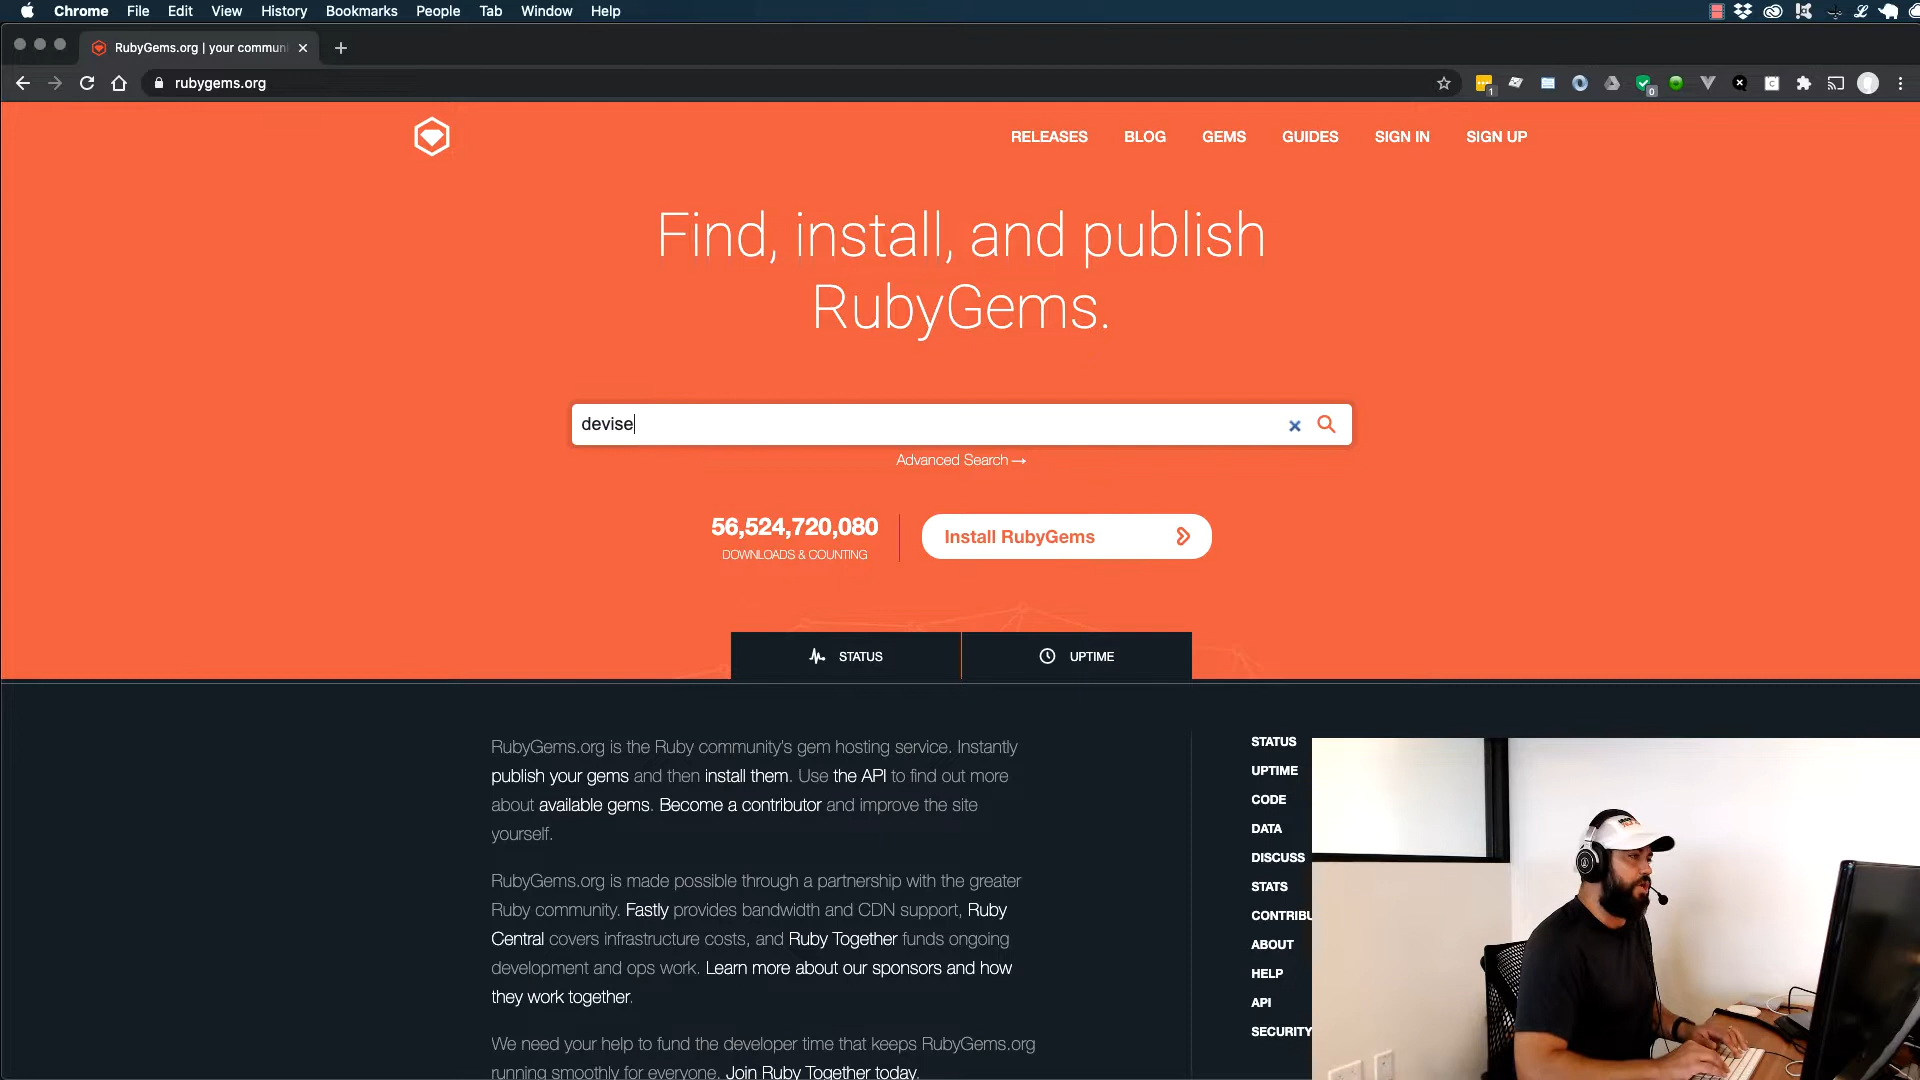 Chrome File Edit View History Bookmarks People Tab Window Help
RubyGems.org | your commun
rubygems.org
1
0
RELEASES BLOG GEMS GUIDES SIGN IN SIGN UP
Find, install, and publish
RubyGems.
devise
Advanced Search →
56,524,720,080
DOWNLOADS & COUNTING
Install RubyGems
STATUS UPTIME
RubyGems.org is the Ruby community's gem hosting service. Instantly
publish your gems and then install them. Use the API to find out more
about available gems. Become a contributor and improve the site
yourself.
RubyGems.org is made possible through a partnership with the greater
Ruby community. Fastly provides bandwidth and CDN support, Ruby
Central covers infrastructure costs, and Ruby Together funds ongoing
development and ops work. Learn more about our sponsors and how
they work together.
We need your help to fund the developer time that keeps RubyGems.org
running smoothly for everyone. Join Ruby Together today.
STATUS
UPTIME
CODE
DATA
DISCUSS
STATS
CONTRIBU
ABOUT
HELP
API
SECURITY